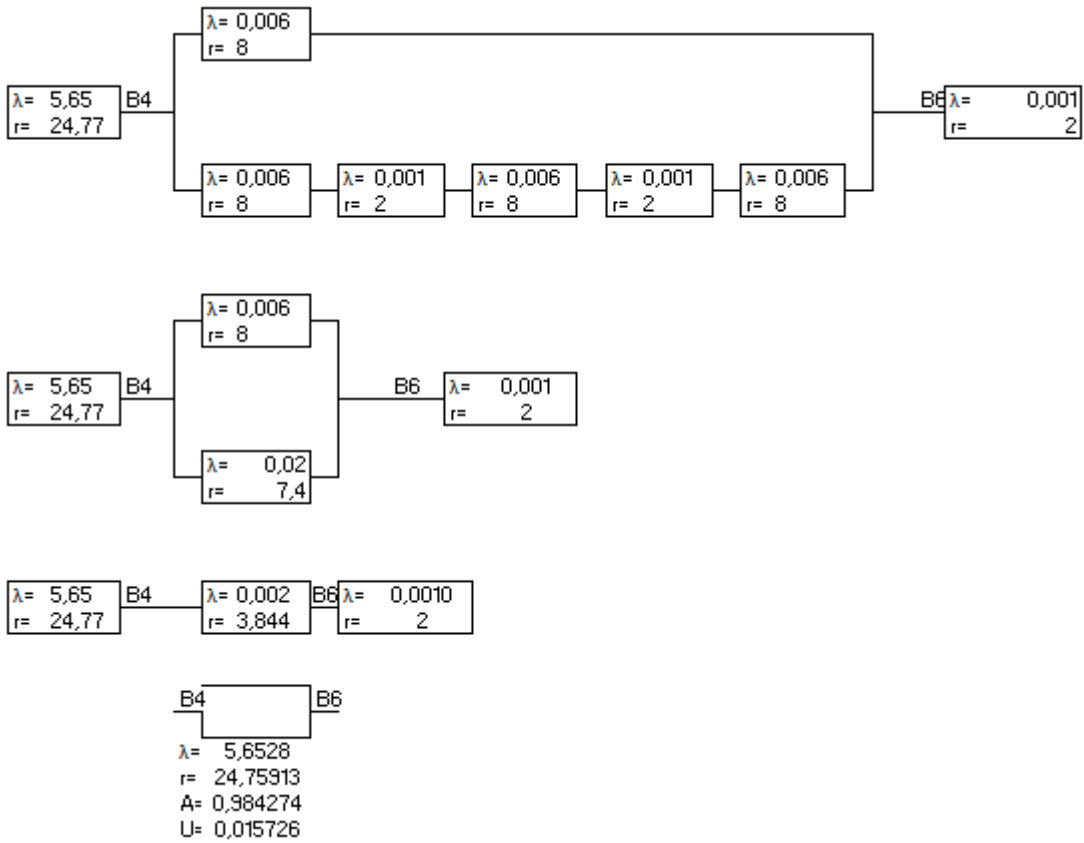 λ= 0,006
r= 8
λ= 5,65
r= 24,77
B4
B6
λ= 0,001
r= 2
λ= 0,006
r= 8
λ= 0,001
r= 2
λ= 0,006
r= 8
λ= 0,001
r= 2
λ= 0,006
r= 8
λ= 0,006
r= 8
λ= 5,65
r= 24,77
B4
B6
λ= 0,001
r= 2
λ= 0,02
r= 7,4
λ= 5,65
r= 24,77
B4
λ= 0,002
r= 3,844
B6
λ= 0,0010
r= 2
B4
B6
λ= 5,6528
r= 24,75913
A= 0,984274
U= 0,015726